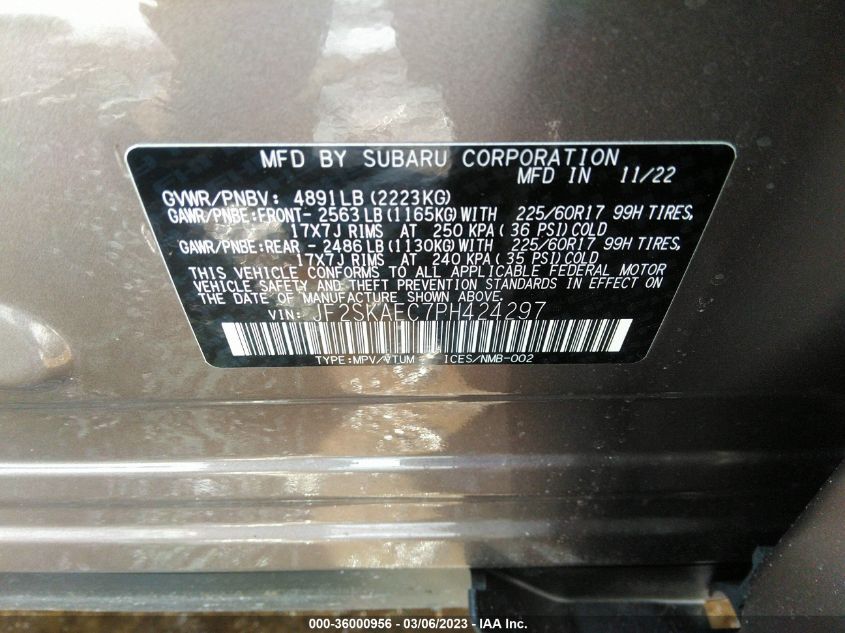 MFD BY SUBARU CORPORATION
MFD IN 11/22
GVWR/PNBV: 4891LB (2223KG)
GAWR/PNBE:FRONT- 2563 LB (1165KG) WITH 225/60R17 99H TIRES,
17X7J RIMS AT 250 KPA ( 36 PSI) COLD
GAWR/PNBE:REAR - 2486 LB (1130KG) WITH 225/60R17 99H TIRES,
17X7J RIMS AT 240 KPA ( 35 PSI) COLD
THIS VEHICLE CONFORMS TO ALL APPLICABLE FEDERAL MOTOR
VEHICLE SAFETY AND THEFT PREVENTION STANDARDS IN EFFECT ON
THE DATE OF MANUFACTURE SHOWN ABOVE.
VIN: JF2SKAEC7PH424297
TYPE:MPV/VTUM ICES/NMB-002
000-36000956 - 03/06/2023 - IAA Inc.